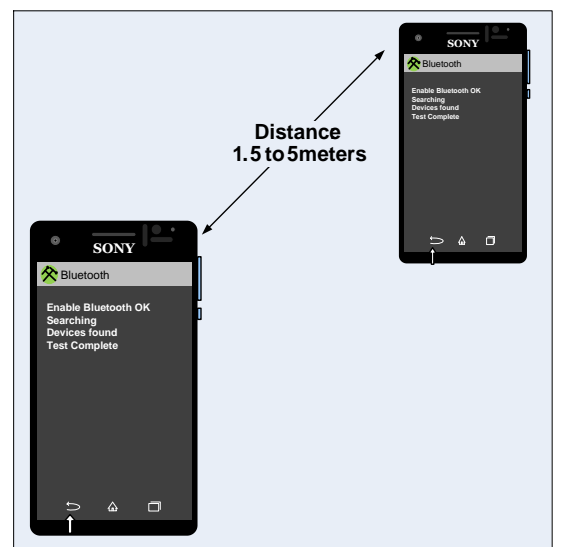 SONY
Bluetooth
Enable Bluetooth OK
Searching
Devices found
Test Complete
Distance
1.5 to 5meters
SONY
Bluetooth
Enable Bluetooth OK
Searching
Devices found
Test Complete